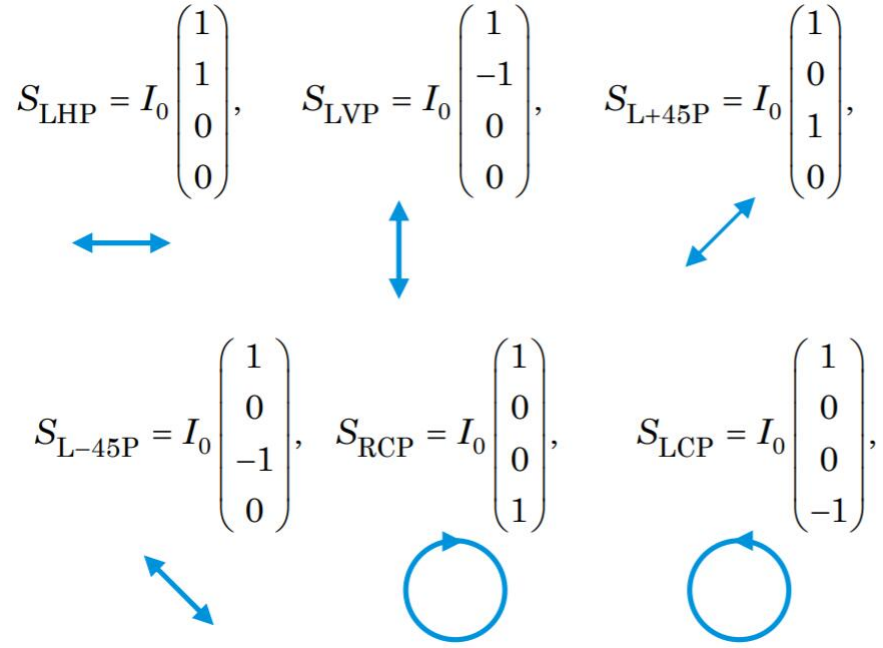 S_LHP = I_0 (1 1 0 0), S_LVP = I_0 (1 −1 0 0), S_L+45P = I_0 (1 0 1 0),
S_L−45P = I_0 (1 0 −1 0), S_RCP = I_0 (1 0 0 1), S_LCP = I_0 (1 0 0 −1),